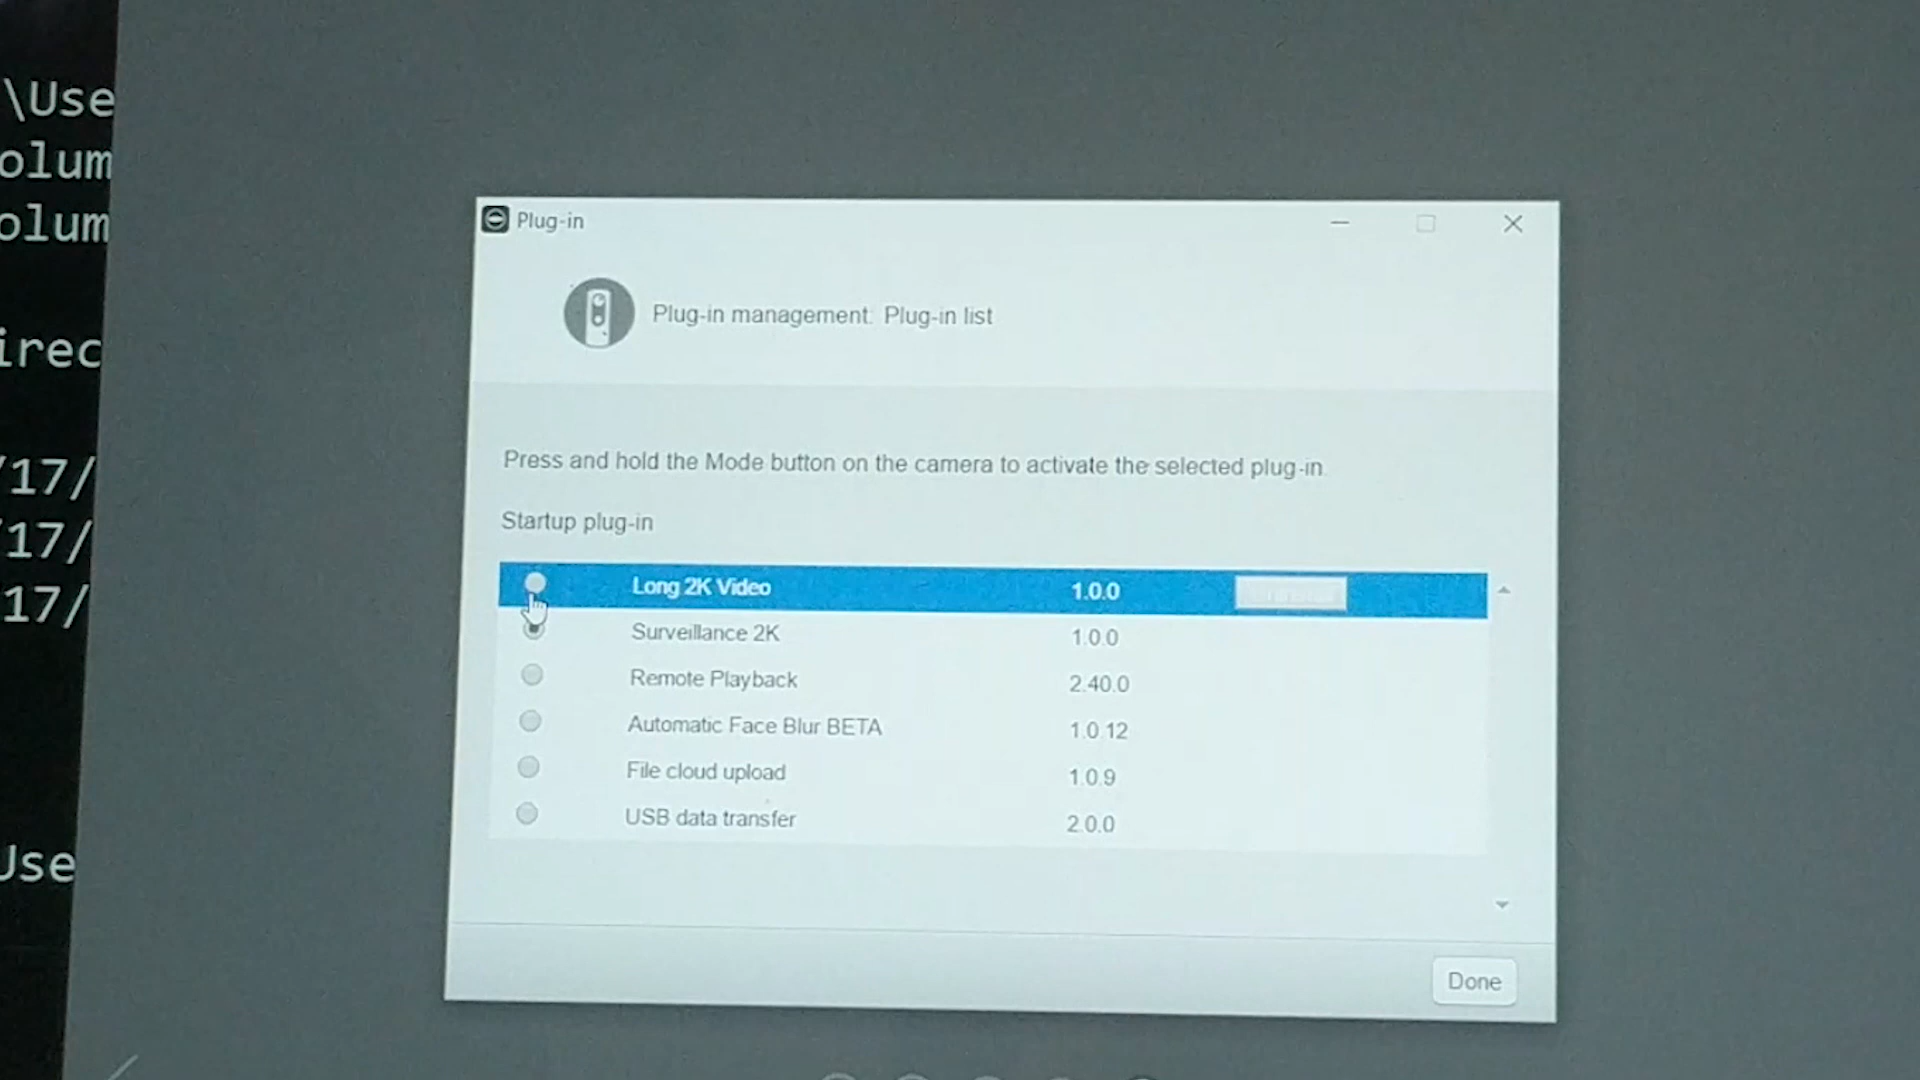 \Use
olum
olum
irec
/17/
/17/
/17/
Use
Plug-in
Plug-in management: Plug-in list
Press and hold the Mode button on the camera to activate the selected plug-in.
Startup plug-in
Long 2K Video 1.0.0
Surveillance 2K 1.0.0
Remote Playback 2.40.0
Automatic Face Blur BETA 1.0.12
File cloud upload 1.0.9
USB data transfer 2.0.0
Done